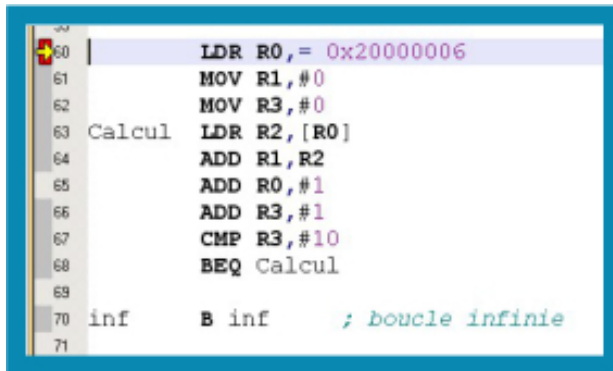 60 LDR R0,= 0x20000006
61 MOV R1,#0
62 MOV R3,#0
63 Calcul LDR R2,[R0]
64 ADD R1,R2
65 ADD R0,#1
66 ADD R3,#1
67 CMP R3,#10
68 BEQ Calcul
69
70 inf B inf ; boucle infinie
71